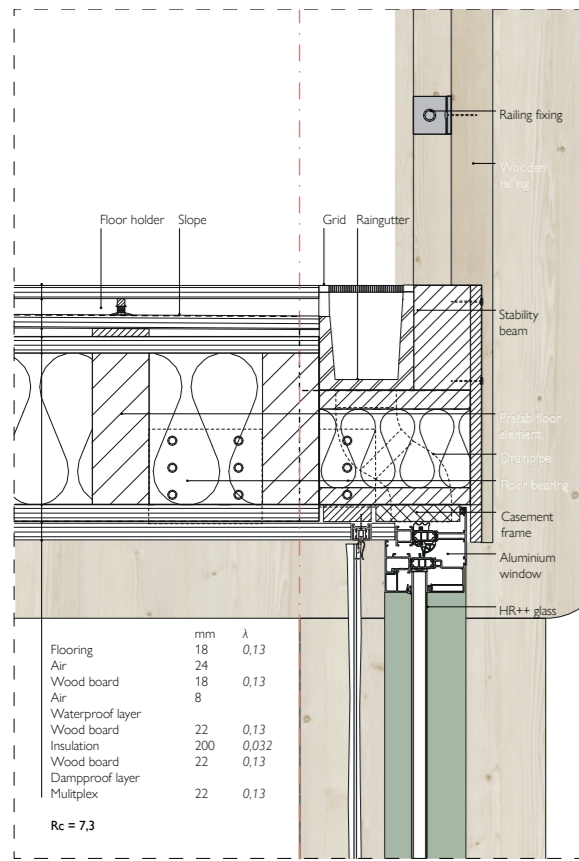 Railing fixing
Wooden
railing
Floor holder
Slope
Grid
Raingutter
Stability
beam
Prefab floor
element
Drainpipe
Floor bearing
Casement
frame
Aluminium
window
HR++ glass
mm λ
Flooring 18 0,13
Air 24
Wood board 18 0,13
Air 8
Waterproof layer
Wood board 22 0,13
Insulation 200 0,032
Wood board 22 0,13
Dampproof layer
Mulitplex 22 0,13
Rc = 7,3